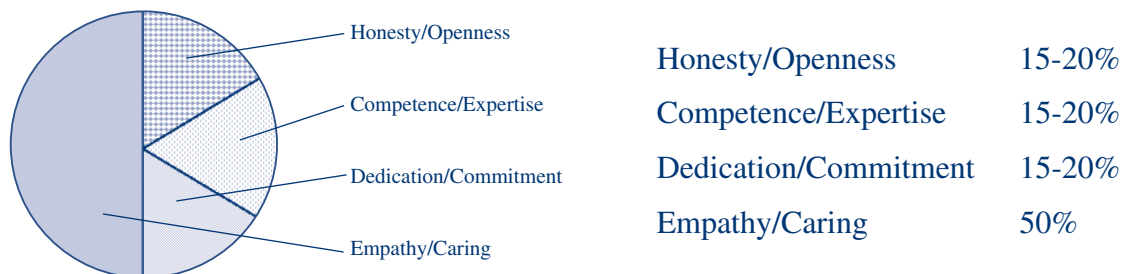 Honesty/Openness
Competence/Expertise
Dedication/Commitment
Empathy/Caring
Honesty/Openness 15-20%
Competence/Expertise 15-20%
Dedication/Commitment 15-20%
Empathy/Caring 50%